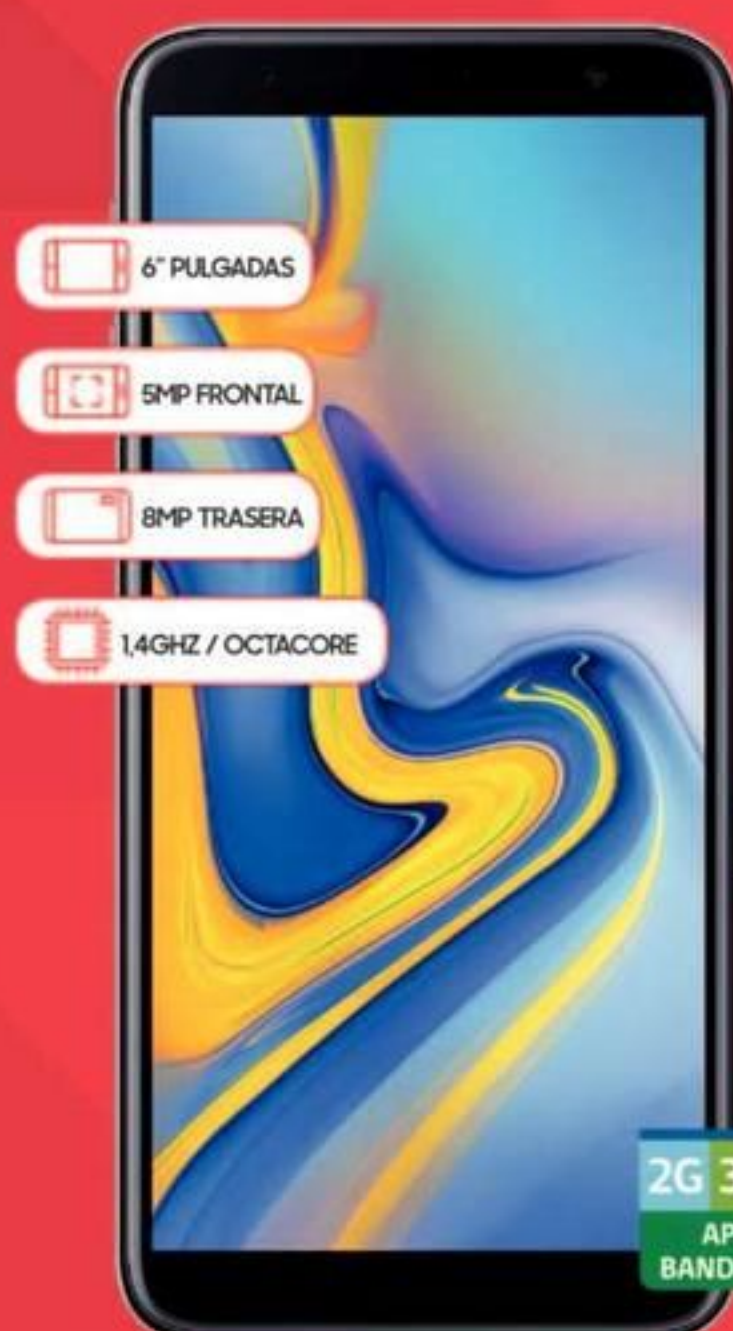 6" PULGADAS
5MP FRONTAL
8MP TRASERA
1,4GHZ / OCTACORE
2G